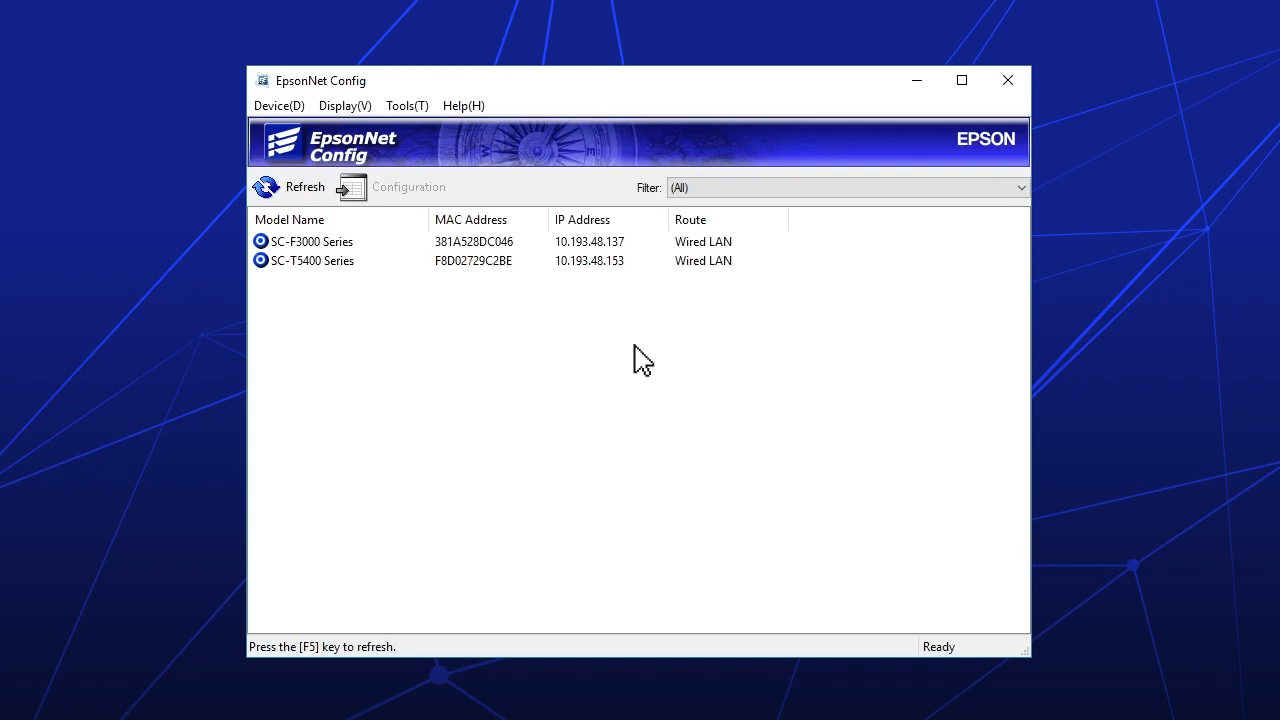 EpsonNet Config
Device(D) Display(V) Tools(T) Help(H)
EpsonNet
Config
EPSON
Refresh Configuration Filter: (All)
Model Name MAC Address IP Address Route
SC-F3000 Series 381A528DC046 10.193.48.137 Wired LAN
SC-T5400 Series F8D02729C2BE 10.193.48.153 Wired LAN
Press the [F5] key to refresh. Ready